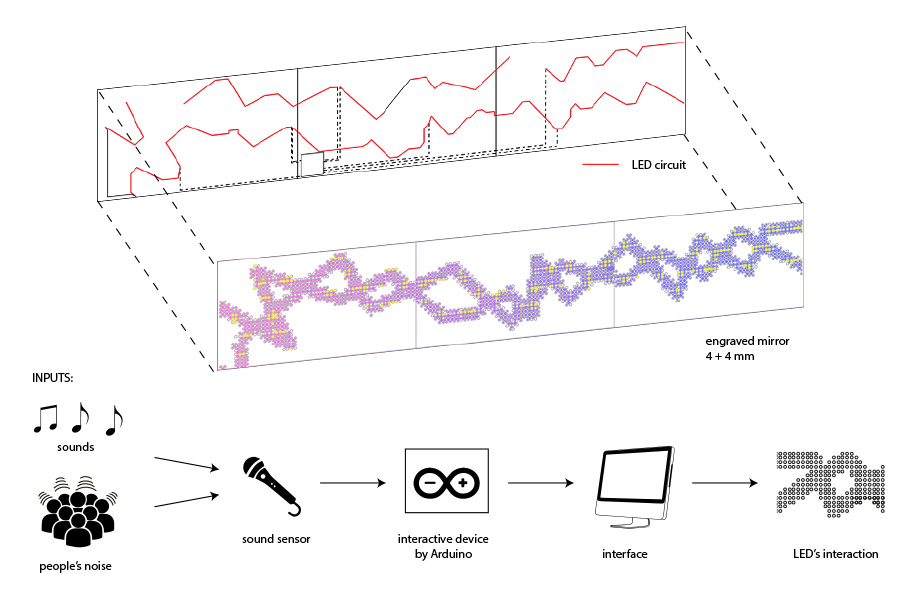 LED circuit
engraved mirror
4 + 4 mm
INPUTS:
sounds
people's noise
sound sensor
interactive device
by Arduino
interface
LED's interaction